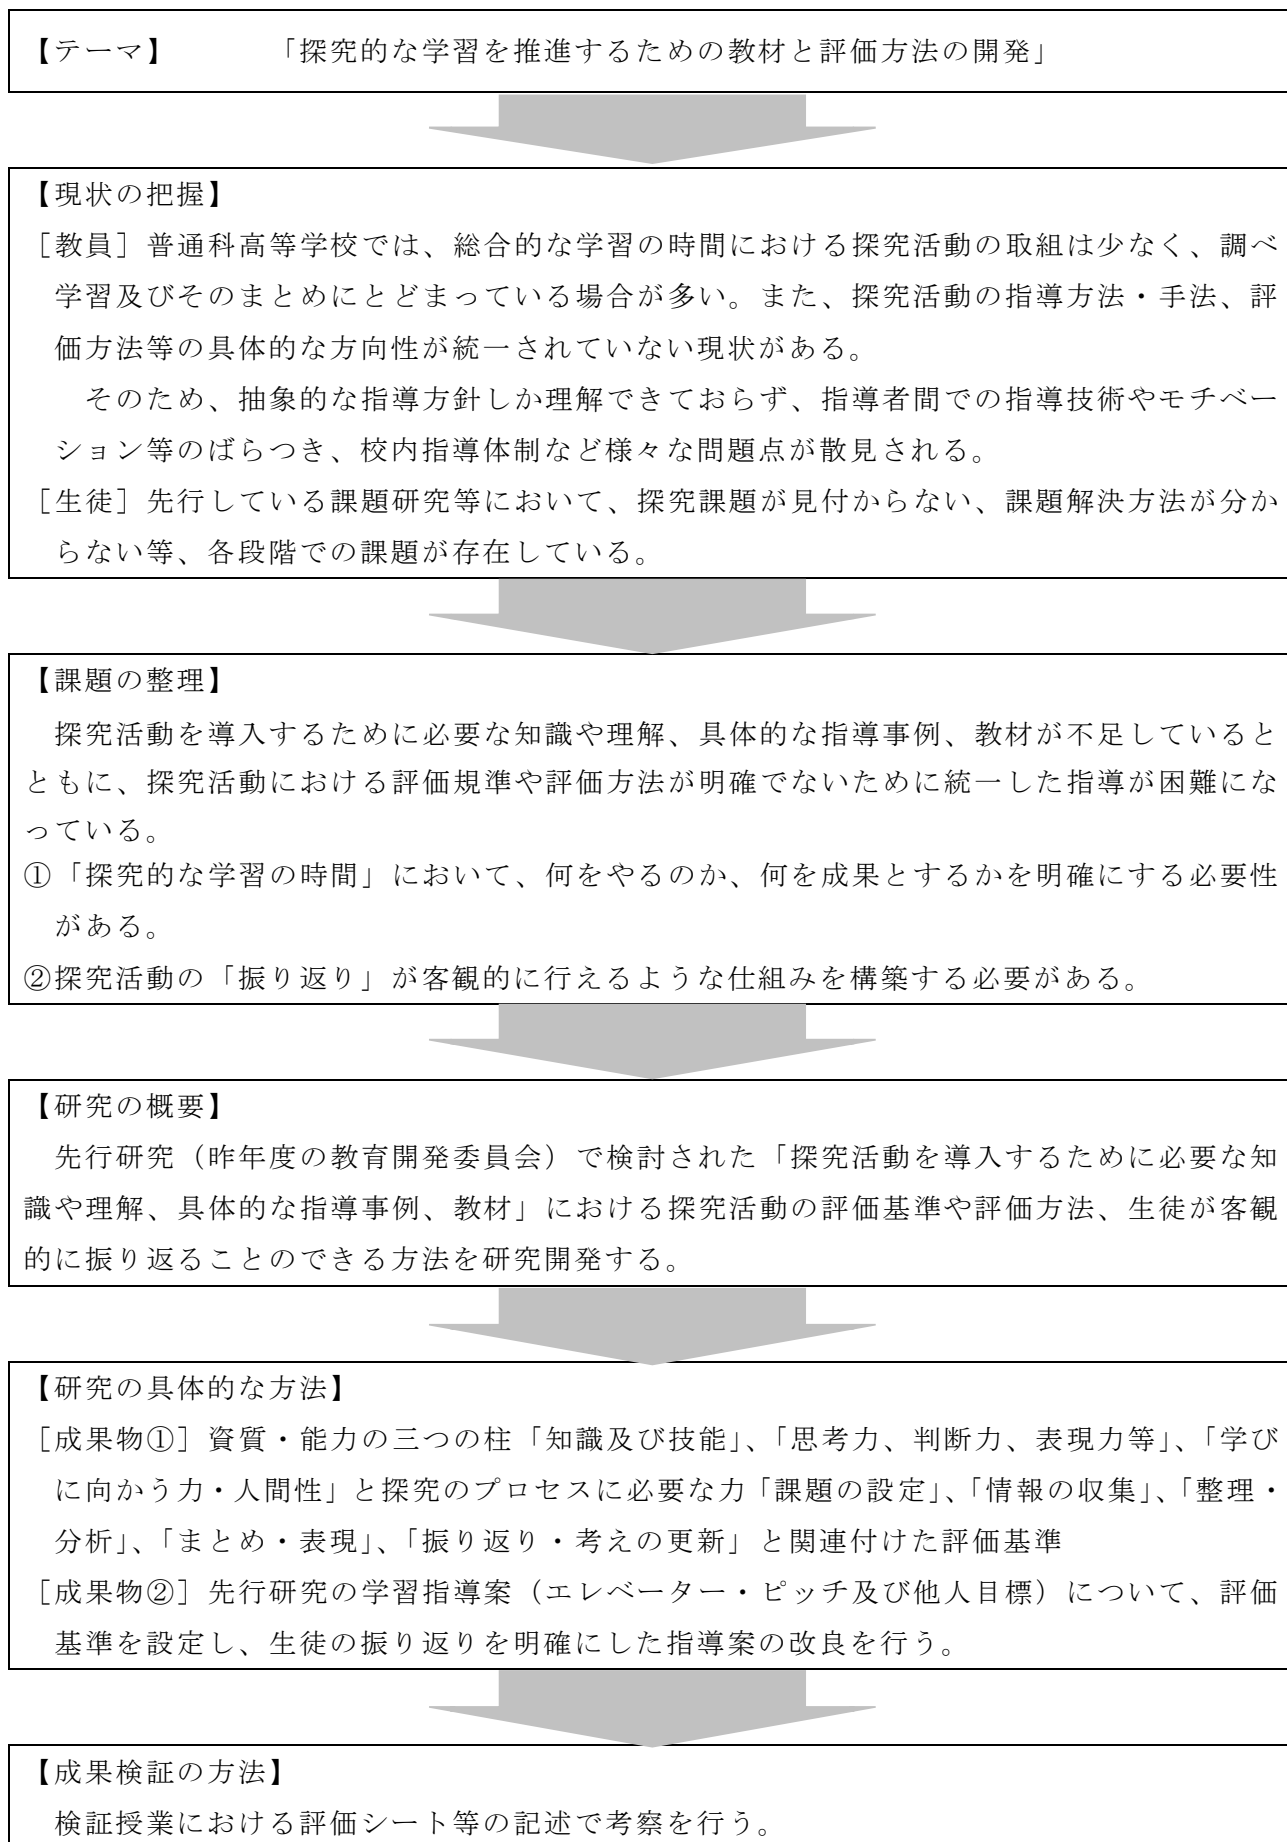 【テーマ】　「探究的な学習を推進するための教材と評価方法の開発」
【現状の把握】
［教員］普通科高等学校では、総合的な学習の時間における探究活動の取組は少なく、調べ
学習及びそのまとめにとどまっている場合が多い。また、探究活動の指導方法・手法、評
価方法等の具体的な方向性が統一されていない現状がある。
そのため、抽象的な指導方針しか理解できておらず、指導者間での指導技術やモチベー
ション等のばらつき、校内指導体制など様々な問題点が散見される。
［生徒］先行している課題研究等において、探究課題が見付からない、課題解決方法が分か
らない等、各段階での課題が存在している。
【課題の整理】
探究活動を導入するために必要な知識や理解、具体的な指導事例、教材が不足していると
ともに、探究活動における評価規準や評価方法が明確でないために統一した指導が困難にな
っている。
①「探究的な学習の時間」において、何をやるのか、何を成果とするかを明確にする必要性
がある。
②探究活動の「振り返り」が客観的に行えるような仕組みを構築する必要がある。
【研究の概要】
先行研究（昨年度の教育開発委員会）で検討された「探究活動を導入するために必要な知
識や理解、具体的な指導事例、教材」における探究活動の評価基準や評価方法、生徒が客観
的に振り返ることのできる方法を研究開発する。
【研究の具体的な方法】
［成果物①］資質・能力の三つの柱「知識及び技能」、「思考力、判断力、表現力等」、「学び
に向かう力・人間性」と探究のプロセスに必要な力「課題の設定」、「情報の収集」、「整理・
分析」、「まとめ・表現」、「振り返り・考えの更新」と関連付けた評価基準
［成果物②］先行研究の学習指導案（エレベーター・ピッチ及び他人目標）について、評価
基準を設定し、生徒の振り返りを明確にした指導案の改良を行う。
【成果検証の方法】
検証授業における評価シート等の記述で考察を行う。